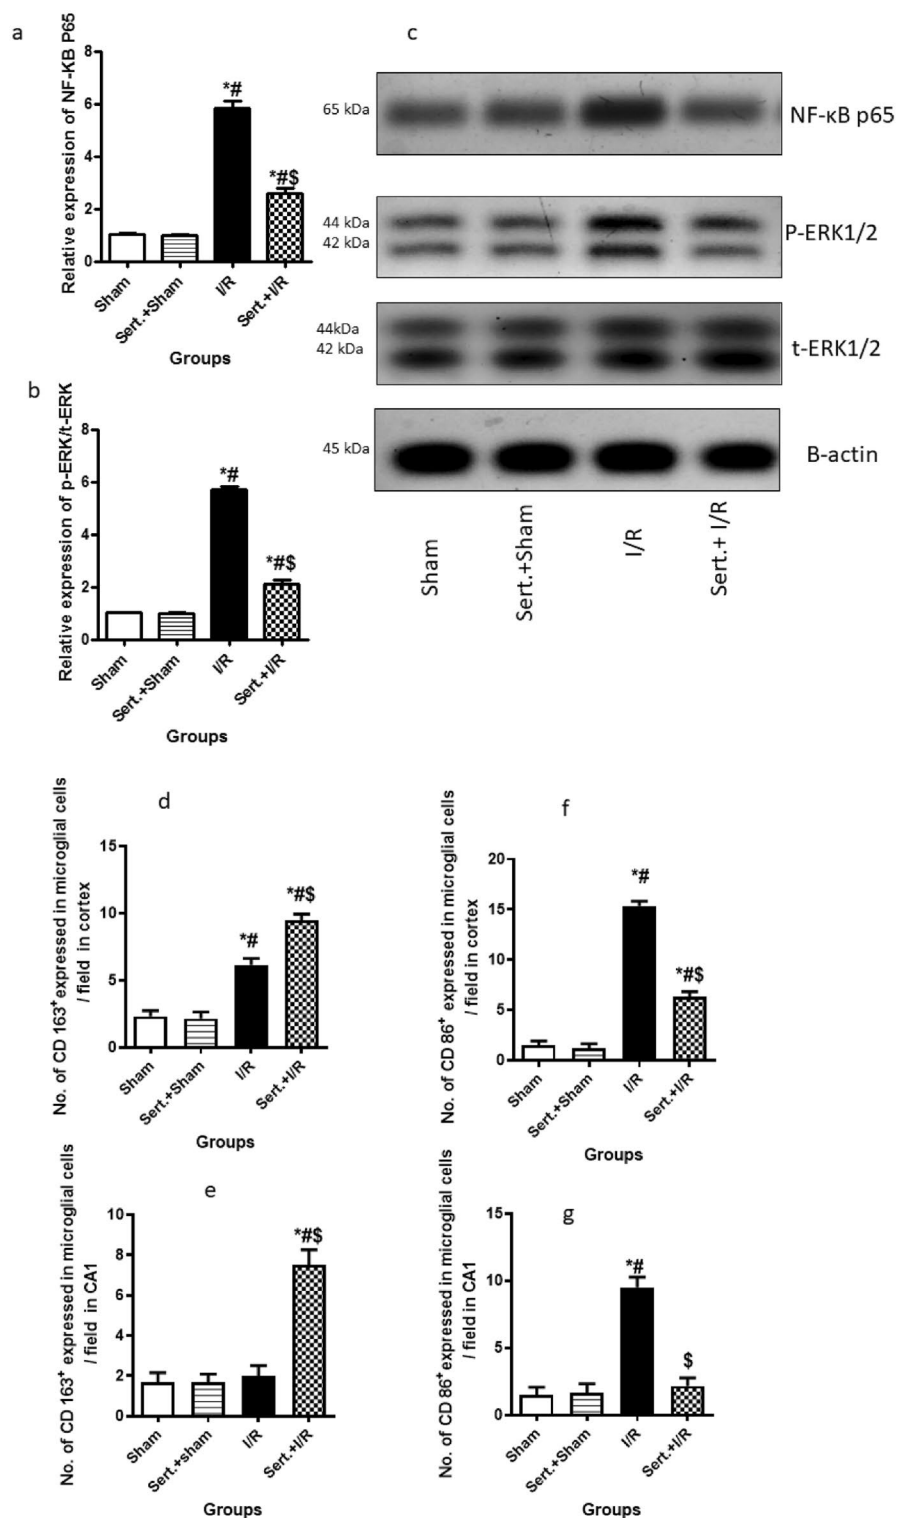 a
Relative expression of NF-KB P65
8
6
4
2
0
*#
*#$
Sham
Sert.+Sham
I/R
Sert.+I/R
Groups
b
Relative expression of p-ERK/t-ERK
8
6
4
2
0
*#
*#$
Sham
Sert.+Sham
I/R
Sert.+I/R
Groups
c
65 kDa
NF-κB p65
44 kDa
42 kDa
P-ERK1/2
44kDa
42 kDa
t-ERK1/2
45 kDa
B-actin
Sham
Sert.+Sham
I/R
Sert.+ I/R
d
No. of CD 163⁺ expressed in microglial cells
/ field in cortex
15
10
5
0
*#
*#$
Sham
Sert.+Sham
I/R
Sert.+I/R
Groups
f
No. of CD 86⁺ expressed in microglial cells
/ field in cortex
20
15
10
5
0
*#
*#$
Sham
Sert.+Sham
I/R
Sert.+I/R
Groups
e
No. of CD 163⁺ expressed in microglial cells
/ field in CA1
10
8
6
4
2
0
*#$
Sham
Sert.+sham
I/R
Sert.+I/R
Groups
g
No. of CD 86⁺ expressed in microglial cells
/ field in CA1
15
10
5
0
*#
$
Sham
Sert.+Sham
I/R
Sert.+I/R
Groups